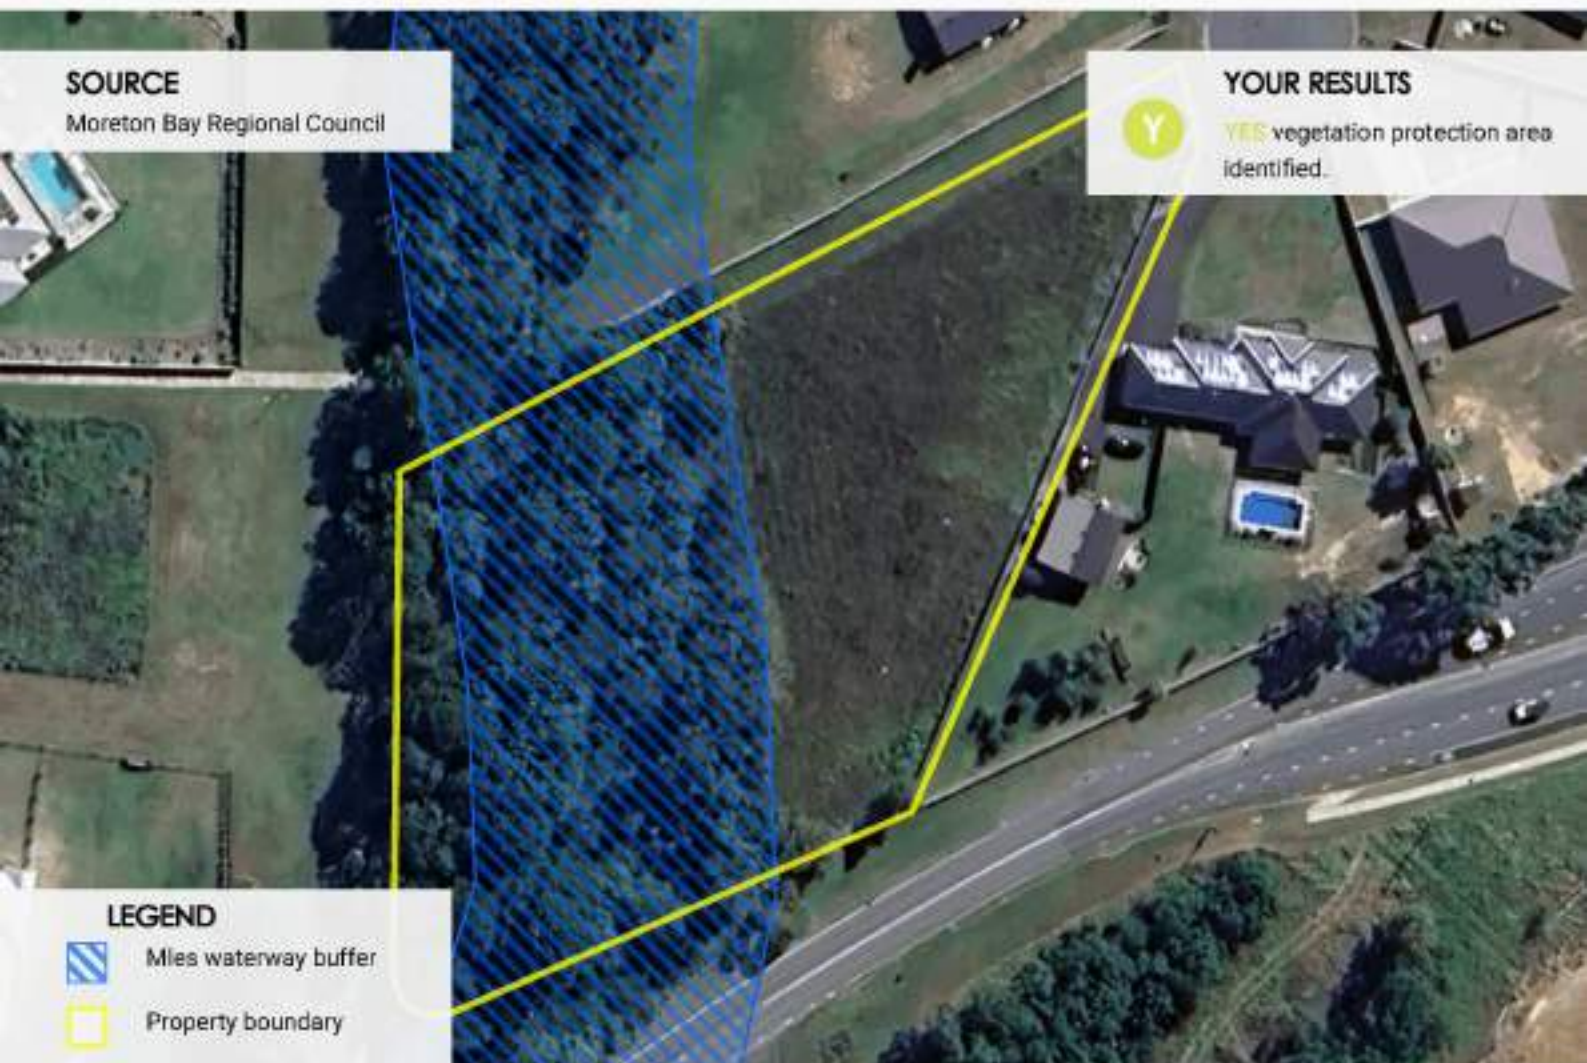 SOURCE
Moreton Bay Regional Council
YOUR RESULTS
Y
YES vegetation protection area
identified.
LEGEND
Mles waterway buffer
Property boundary